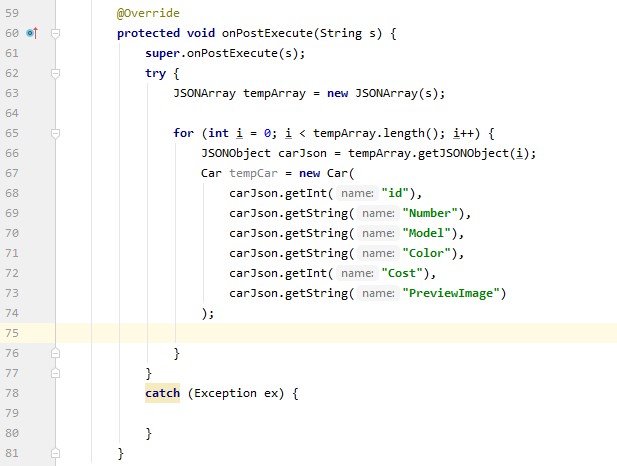 59 @Override
60 protected void onPostExecute(String s) {
61 super.onPostExecute(s);
62 try {
63 JSONArray tempArray = new JSONArray(s);
64
65 for (int i = 0; i < tempArray.length(); i++) {
66 JSONObject carJson = tempArray.getJSONObject(i);
67 Car tempCar = new Car(
68 carJson.getInt( name: "id"),
69 carJson.getString( name: "Number"),
70 carJson.getString( name: "Model"),
71 carJson.getString( name: "Color"),
72 carJson.getInt( name: "Cost"),
73 carJson.getString( name: "PreviewImage")
74 );
75
76 }
77 }
78 catch (Exception ex) {
79
80 }
81 }